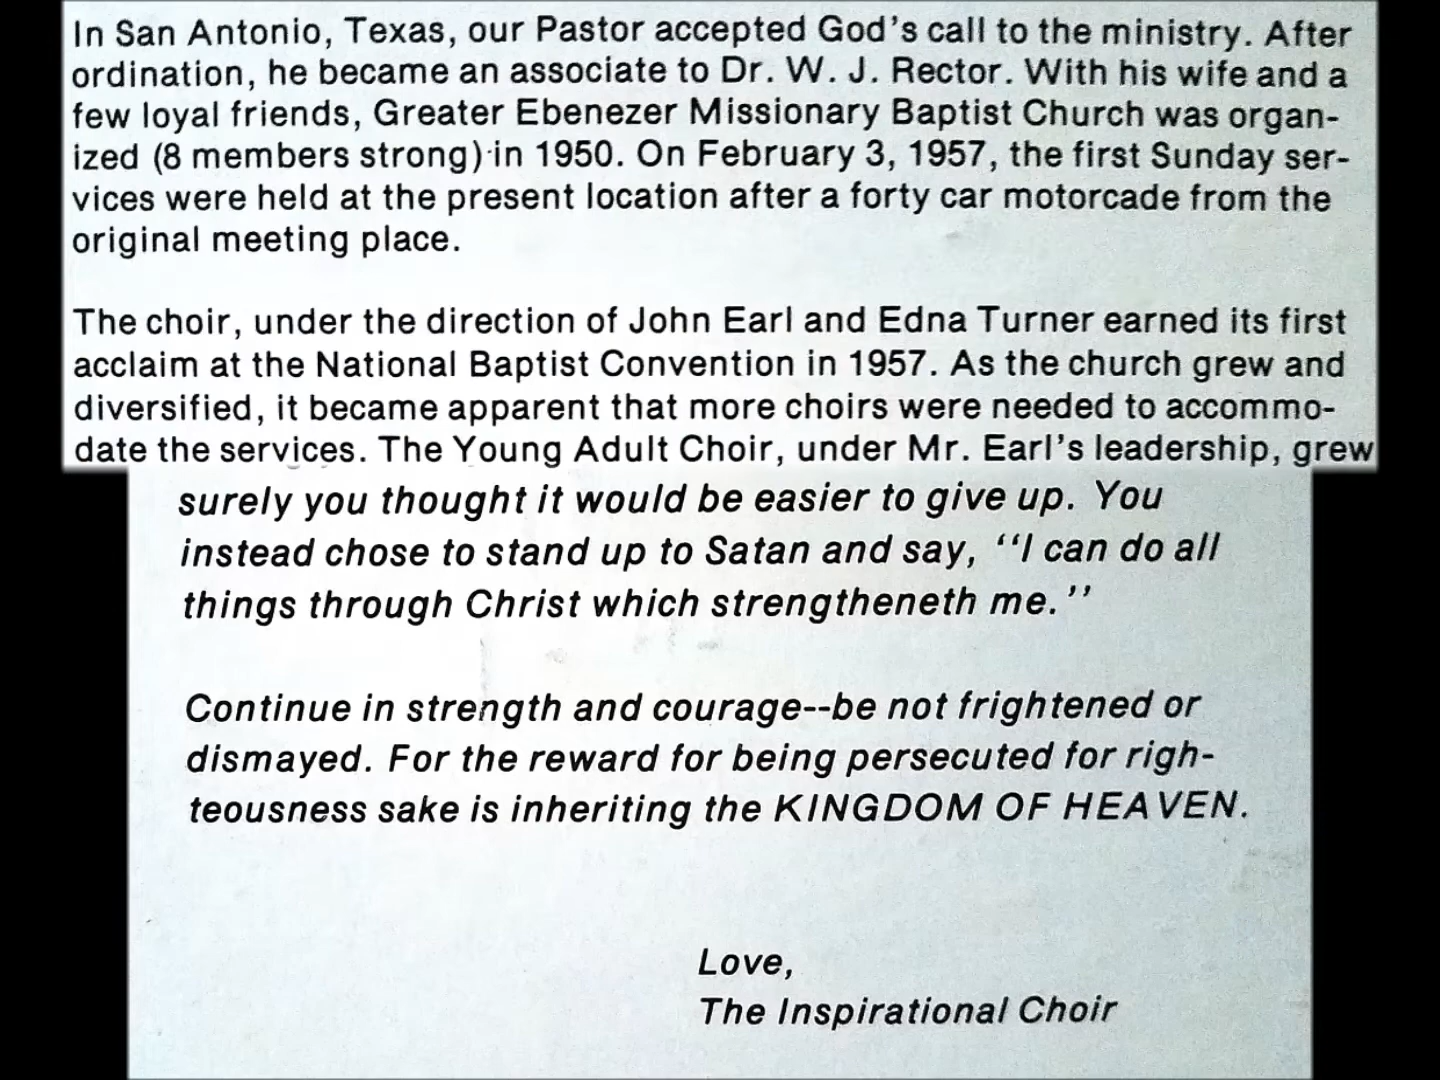 In San Antonio, Texas, our Pastor accepted God's call to the ministry. After
ordination, he became an associate to Dr. W. J. Rector. With his wife and a
few loyal friends, Greater Ebenezer Missionary Baptist Church was organ-
ized (8 members strong) in 1950. On February 3, 1957, the first Sunday ser-
vices were held at the present location after a forty car motorcade from the
original meeting place.
The choir, under the direction of John Earl and Edna Turner earned its first
acclaim at the National Baptist Convention in 1957. As the church grew and
diversified, it became apparent that more choirs were needed to accommo-
date the services. The Young Adult Choir, under Mr. Earl's leadership, grew
surely you thought it would be easier to give up. You
instead chose to stand up to Satan and say, ''I can do all
things through Christ which strengtheneth me.''
Continue in strength and courage--be not frightened or
dismayed. For the reward for being persecuted for righ-
teousness sake is inheriting the KINGDOM OF HEAVEN.
Love,
The Inspirational Choir